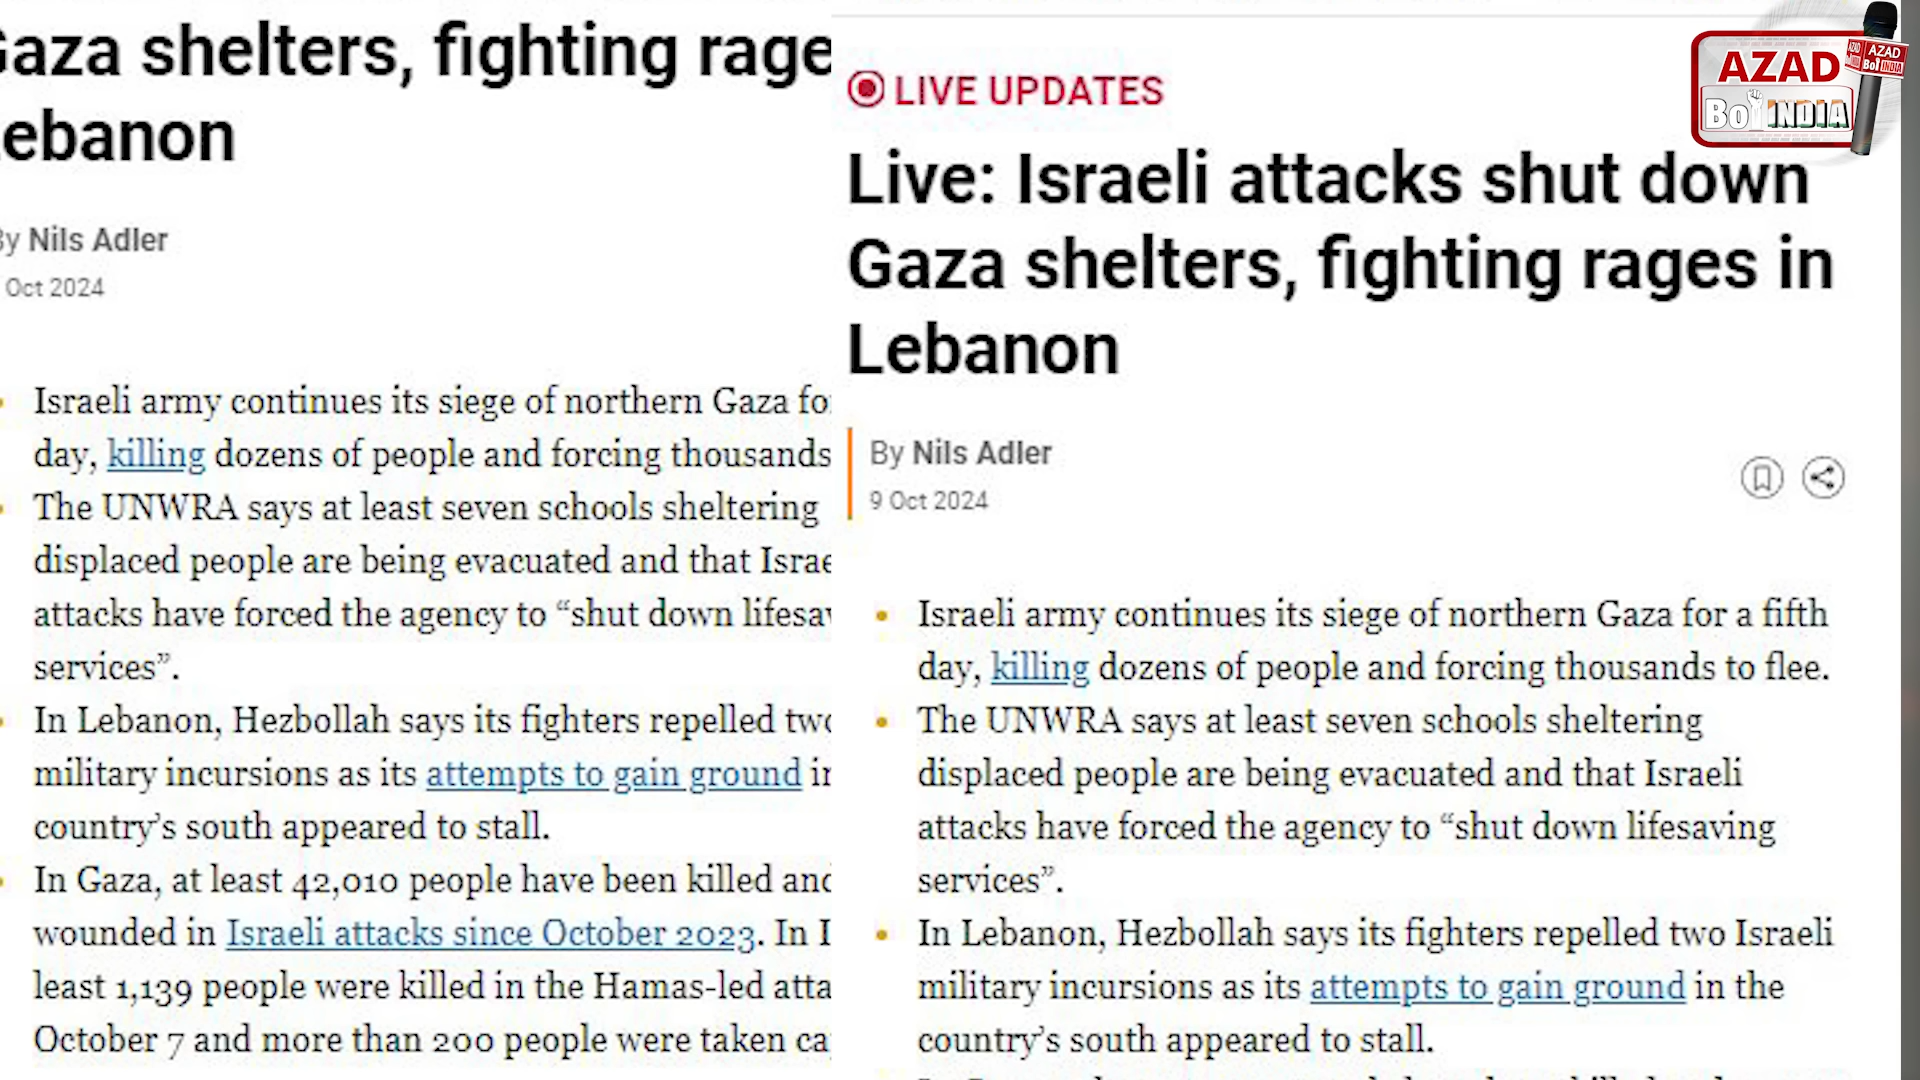 Gaza shelters, fighting rage
Lebanon
By Nils Adler
Oct 2024
Israeli army continues its siege of northern Gaza fo
day, killing dozens of people and forcing thousands
The UNWRA says at least seven schools sheltering
displaced people are being evacuated and that Israe
attacks have forced the agency to “shut down lifesav
services”.
In Lebanon, Hezbollah says its fighters repelled two
military incursions as its attempts to gain ground in
country’s south appeared to stall.
In Gaza, at least 42,010 people have been killed and
wounded in Israeli attacks since October 2023. In I
least 1,139 people were killed in the Hamas-led atta
October 7 and more than 200 people were taken ca
LIVE UPDATES
Live: Israeli attacks shut down
Gaza shelters, fighting rages in
Lebanon
By Nils Adler
9 Oct 2024
Israeli army continues its siege of northern Gaza for a fifth
day, killing dozens of people and forcing thousands to flee.
The UNWRA says at least seven schools sheltering
displaced people are being evacuated and that Israeli
attacks have forced the agency to “shut down lifesaving
services”.
In Lebanon, Hezbollah says its fighters repelled two Israeli
military incursions as its attempts to gain ground in the
country’s south appeared to stall.
AZAD
Bol INDIA
AZAD
AZAD
Bol INDIA